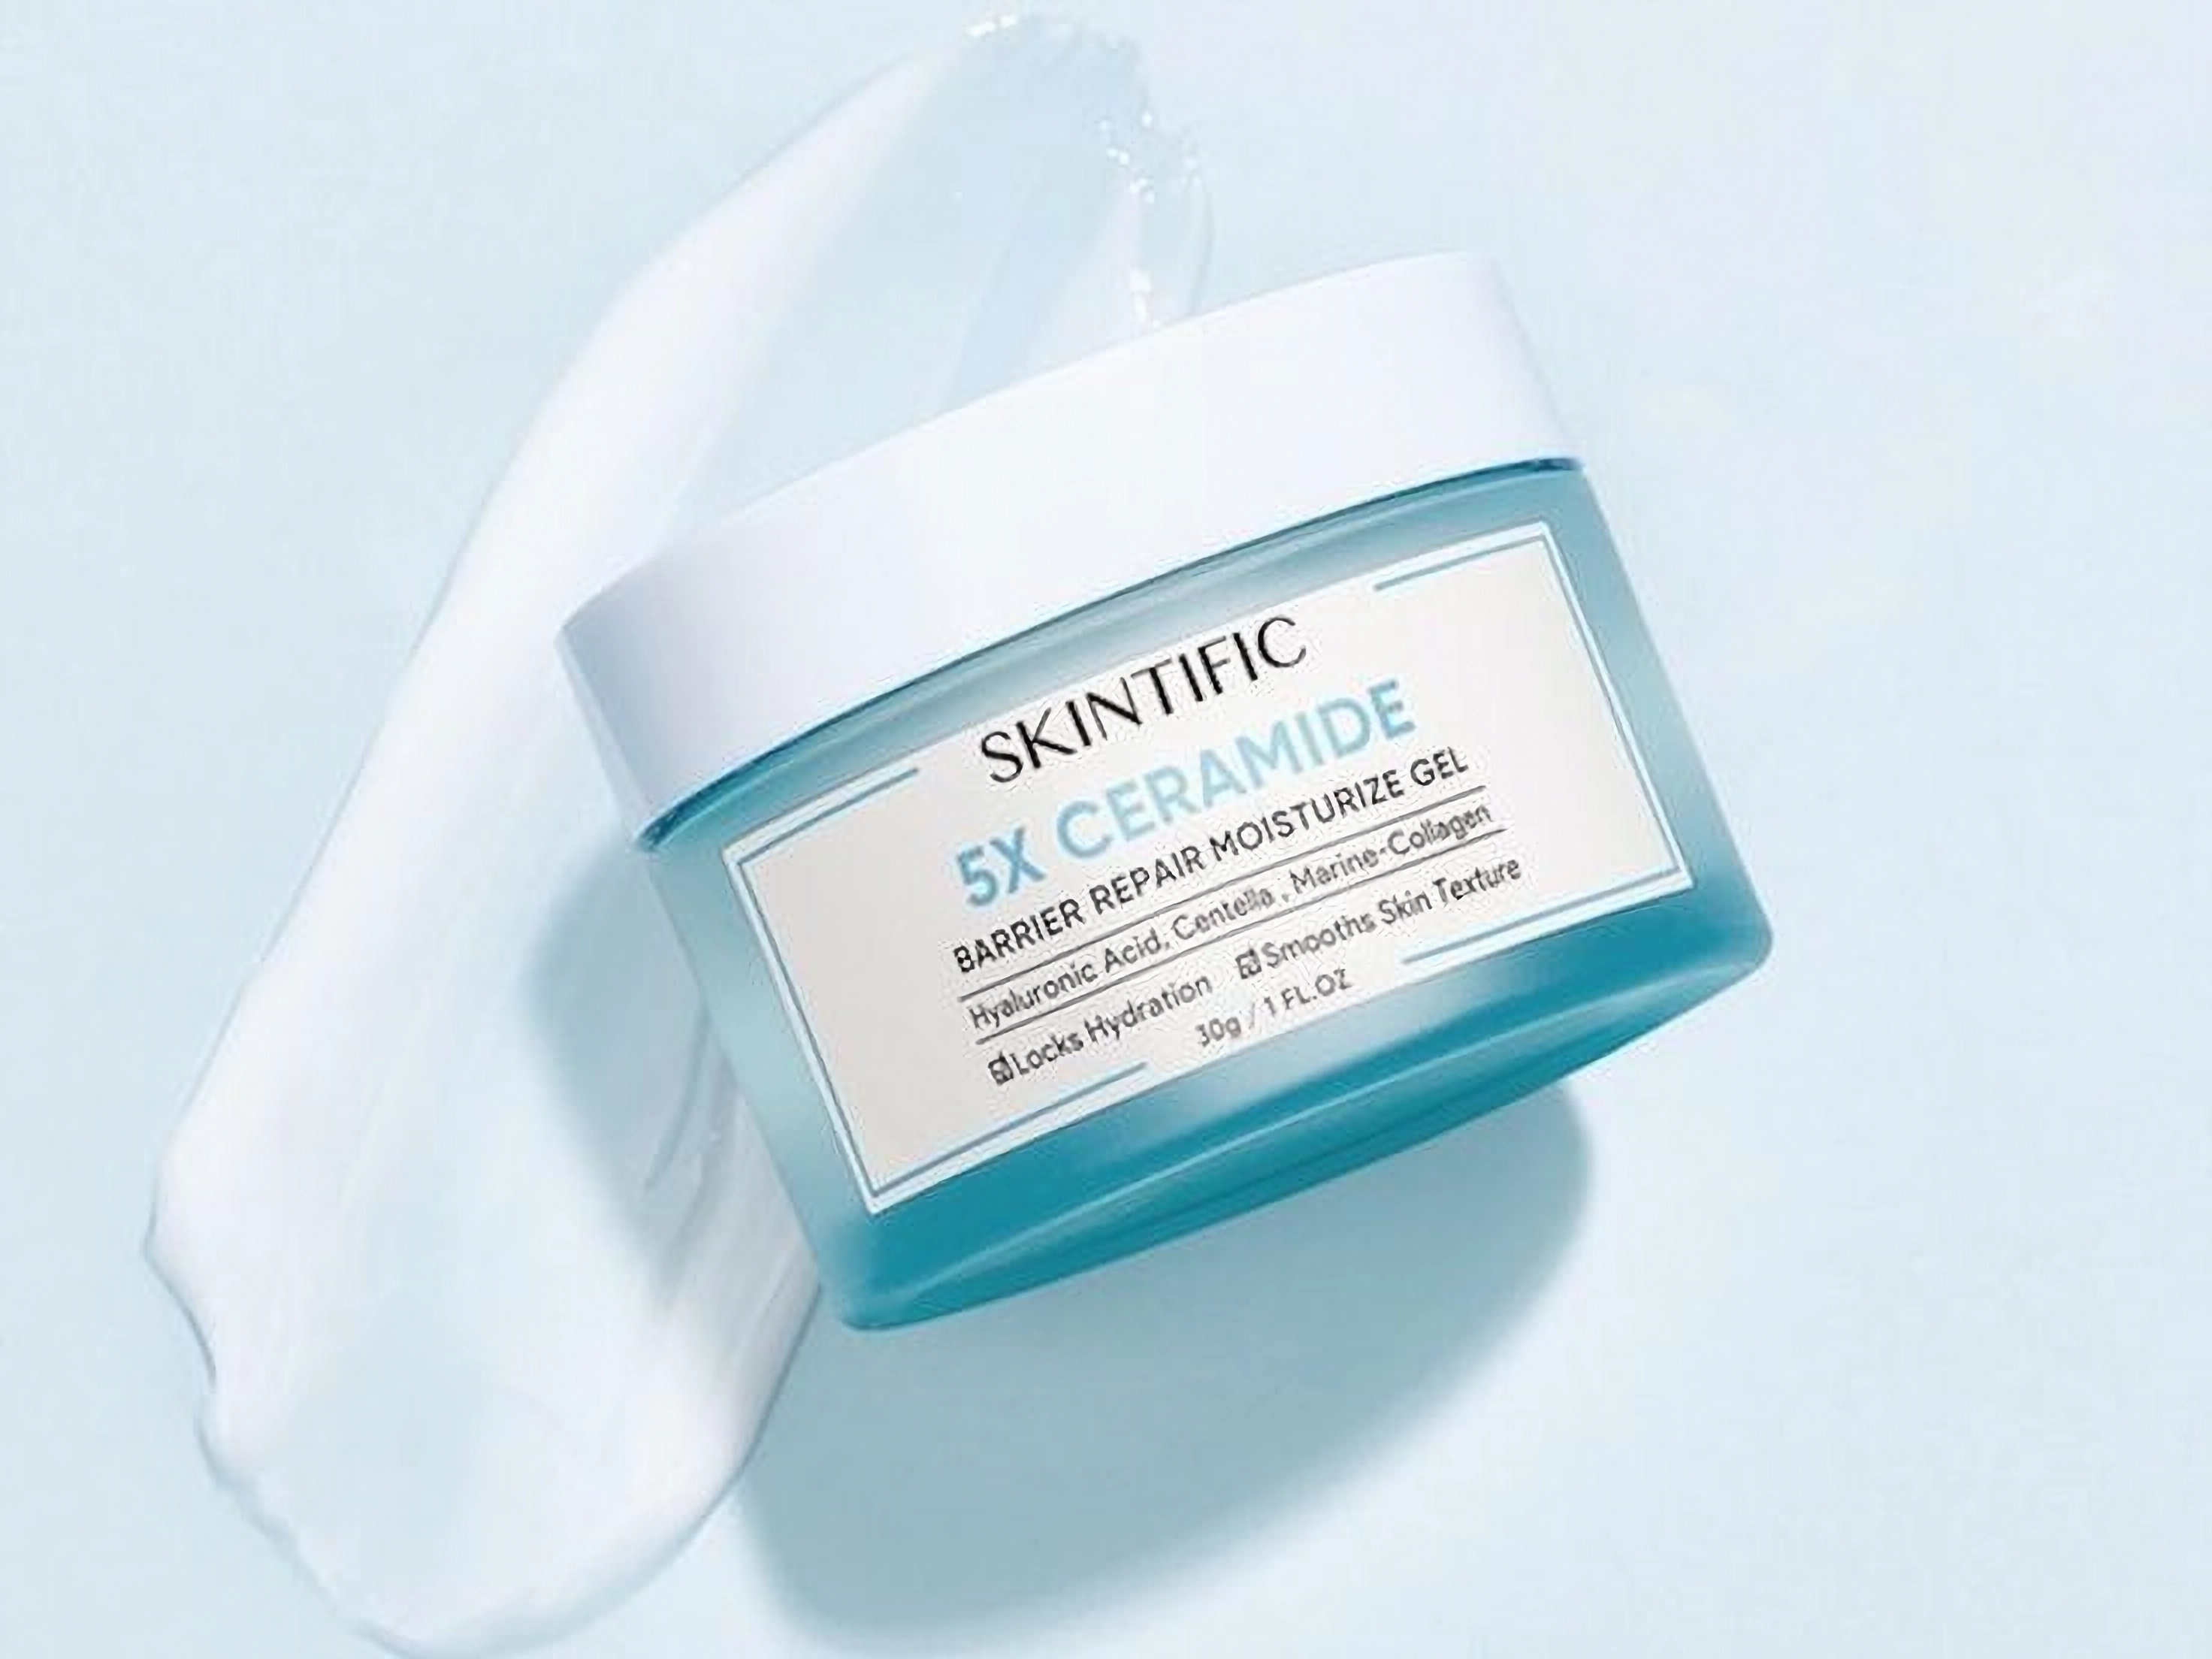 SKINTIFIC
5X CERAMIDE
BARRIER REPAIR MOISTURIZE GEL
Hyaluronic Acid, Centella , Marine-Collagen
☑Locks Hydration ☑Smooths Skin Texture
30g / 1 FL.OZ